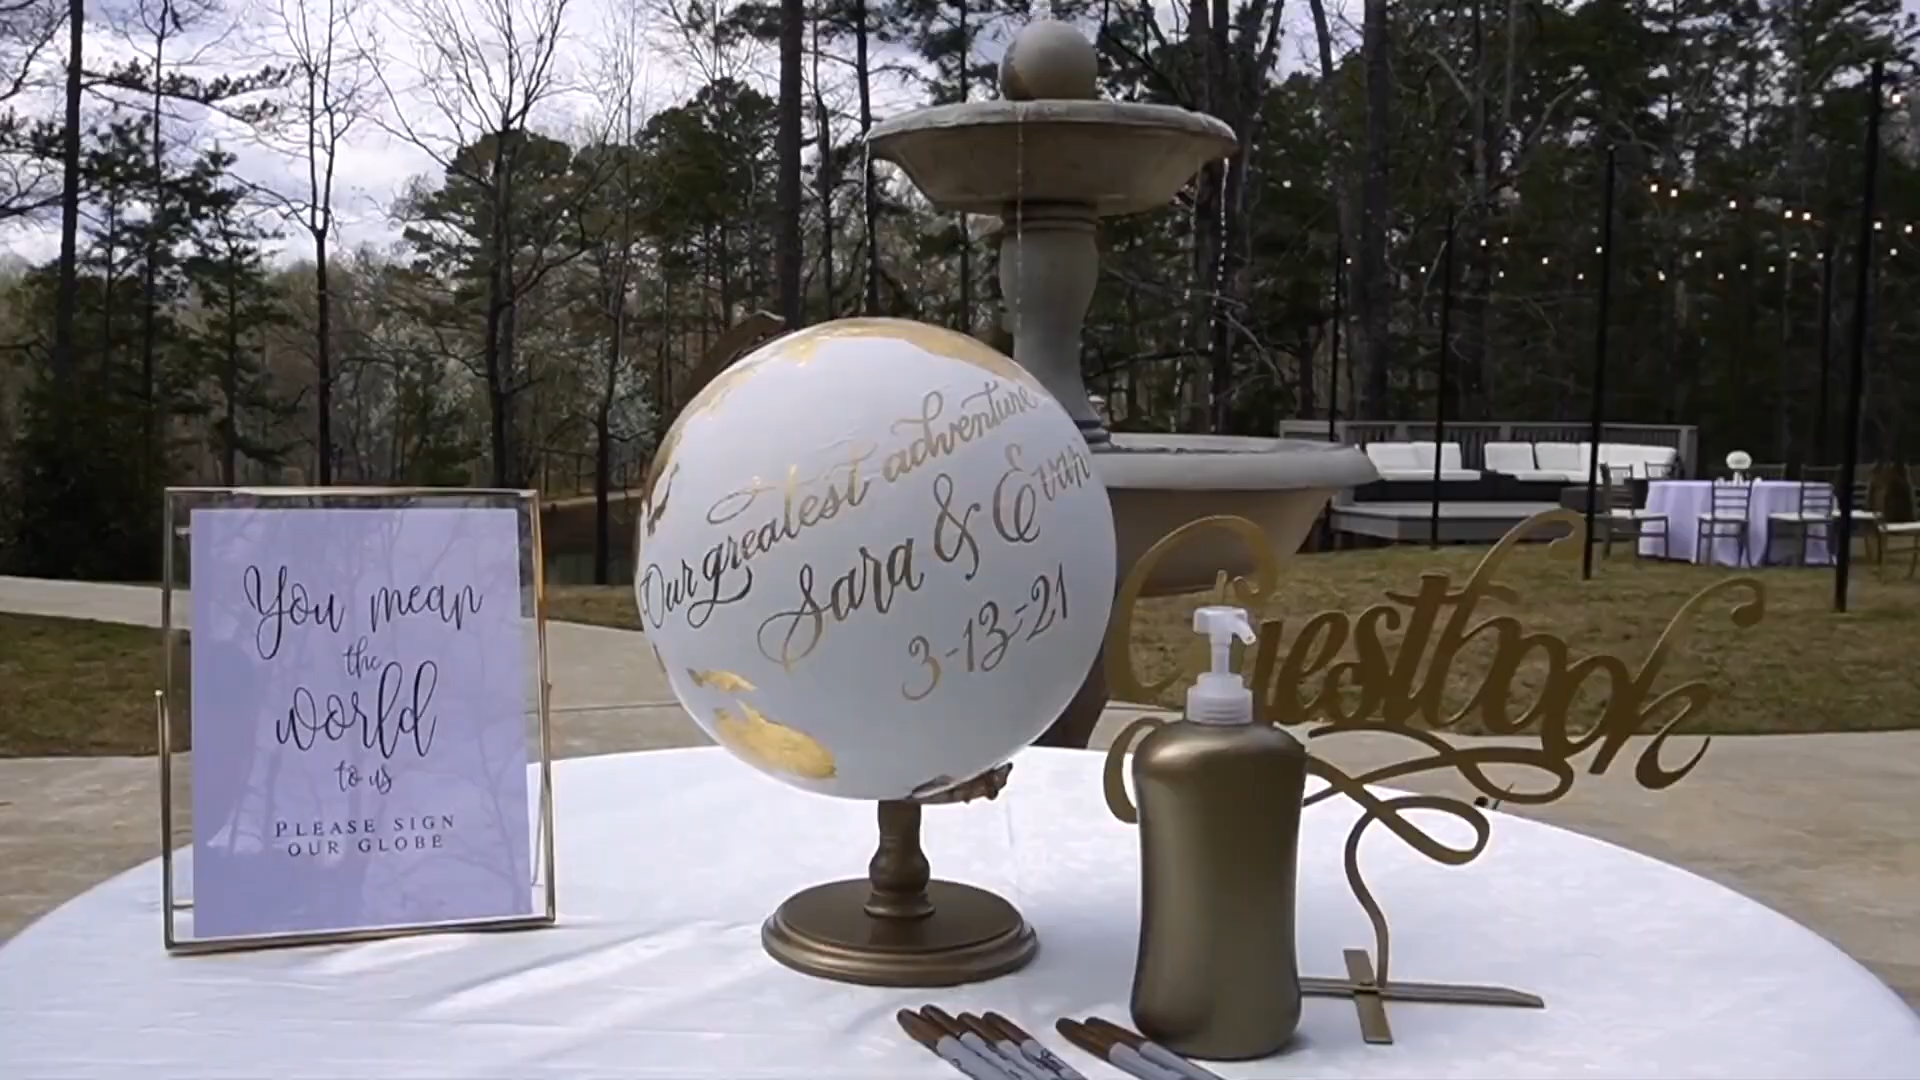 You mean
the
world
to us
PLEASE SIGN
OUR GLOBE
Our greatest adventure
Sara & Evan
3-13-21
Guestbook